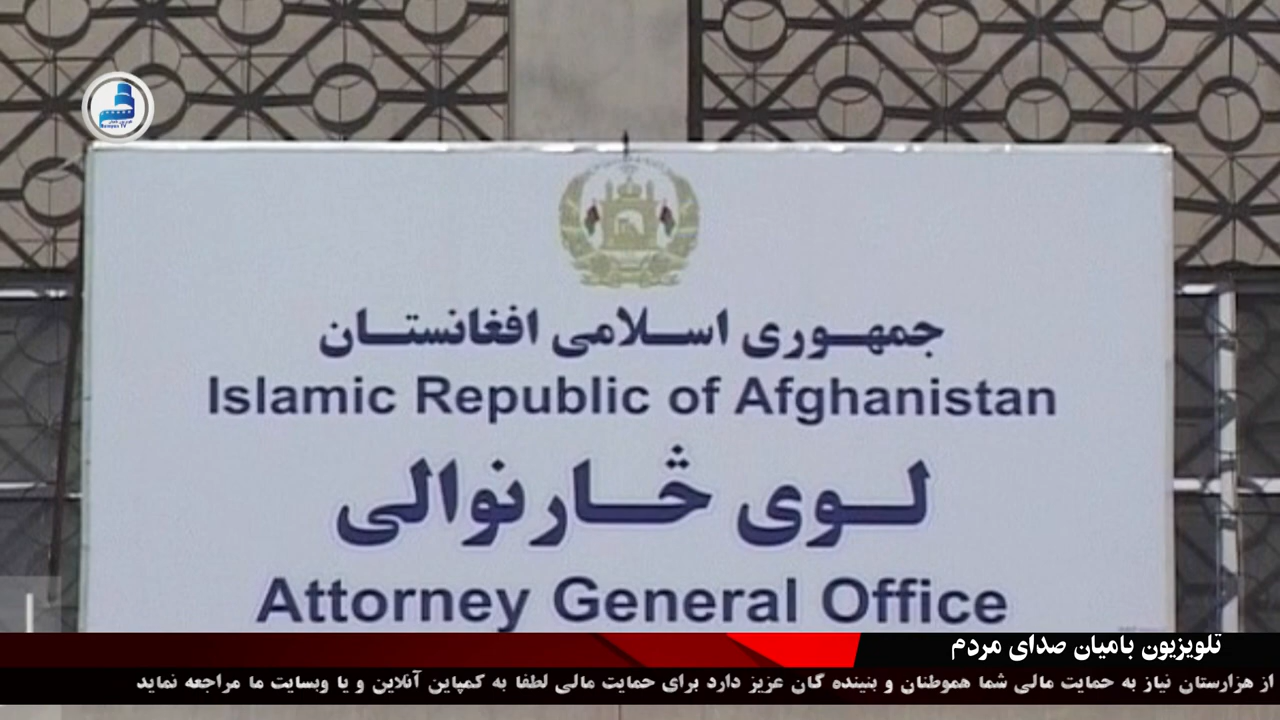 Bamyan TV
جمهوری اسلامی افغانستان
Islamic Republic of Afghanistan
لوی څارنوالی
Attorney General Office
تلویزیون بامیان صدای مردم
از هزارستان نیاز به حمایت مالی شما هموطنان و بنینده گان عزیز دارد برای حمایت مالی لطفا به کمپاین آنلاین و یا وبسایت ما مراجعه نماید